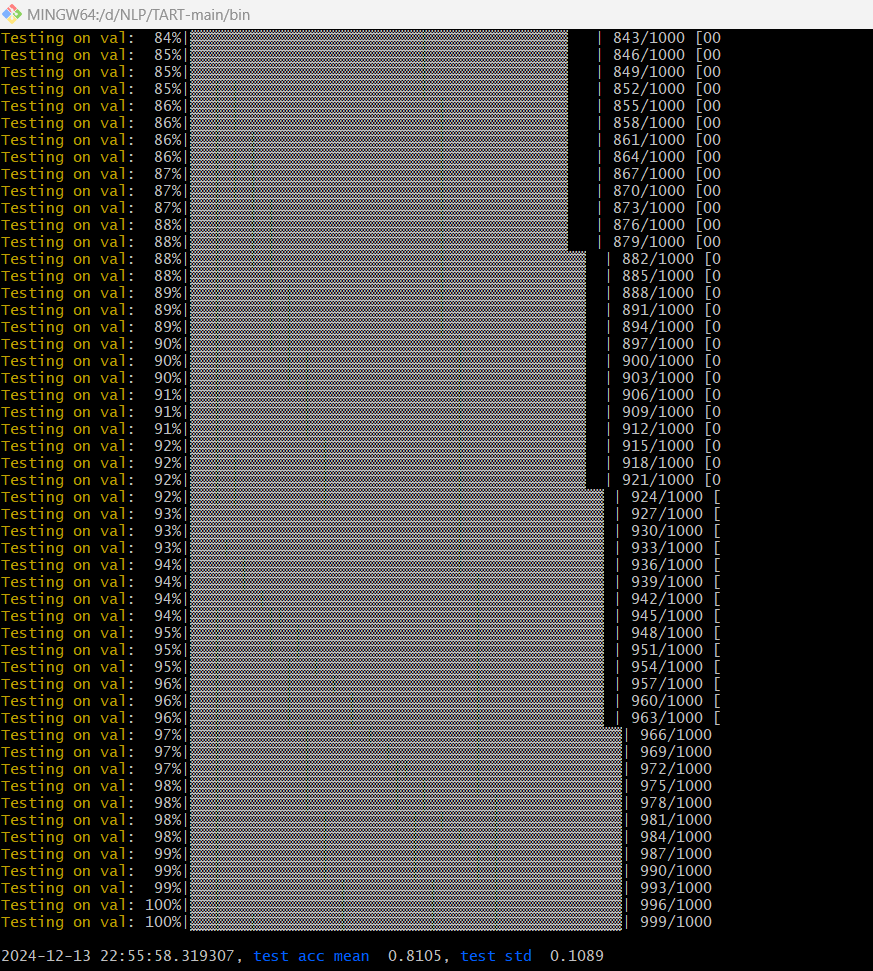 MINGW64:/d/NLP/TART-main/bin
Testing on val:  84%| | 843/1000 [00
Testing on val:  85%| | 846/1000 [00
Testing on val:  85%| | 849/1000 [00
Testing on val:  85%| | 852/1000 [00
Testing on val:  86%| | 855/1000 [00
Testing on val:  86%| | 858/1000 [00
Testing on val:  86%| | 861/1000 [00
Testing on val:  86%| | 864/1000 [00
Testing on val:  87%| | 867/1000 [00
Testing on val:  87%| | 870/1000 [00
Testing on val:  87%| | 873/1000 [00
Testing on val:  88%| | 876/1000 [00
Testing on val:  88%| | 879/1000 [00
Testing on val:  88%| | 882/1000 [0
Testing on val:  88%| | 885/1000 [0
Testing on val:  89%| | 888/1000 [0
Testing on val:  89%| | 891/1000 [0
Testing on val:  89%| | 894/1000 [0
Testing on val:  90%| | 897/1000 [0
Testing on val:  90%| | 900/1000 [0
Testing on val:  90%| | 903/1000 [0
Testing on val:  91%| | 906/1000 [0
Testing on val:  91%| | 909/1000 [0
Testing on val:  91%| | 912/1000 [0
Testing on val:  92%| | 915/1000 [0
Testing on val:  92%| | 918/1000 [0
Testing on val:  92%| | 921/1000 [0
Testing on val:  92%| | 924/1000 [
Testing on val:  93%| | 927/1000 [
Testing on val:  93%| | 930/1000 [
Testing on val:  93%| | 933/1000 [
Testing on val:  94%| | 936/1000 [
Testing on val:  94%| | 939/1000 [
Testing on val:  94%| | 942/1000 [
Testing on val:  94%| | 945/1000 [
Testing on val:  95%| | 948/1000 [
Testing on val:  95%| | 951/1000 [
Testing on val:  95%| | 954/1000 [
Testing on val:  96%| | 957/1000 [
Testing on val:  96%| | 960/1000 [
Testing on val:  96%| | 963/1000 [
Testing on val:  97%| | 966/1000
Testing on val:  97%| | 969/1000
Testing on val:  97%| | 972/1000
Testing on val:  98%| | 975/1000
Testing on val:  98%| | 978/1000
Testing on val:  98%| | 981/1000
Testing on val:  98%| | 984/1000
Testing on val:  99%| | 987/1000
Testing on val:  99%| | 990/1000
Testing on val:  99%| | 993/1000
Testing on val: 100%| | 996/1000
Testing on val: 100%| | 999/1000
2024-12-13 22:55:58.319307, test acc mean  0.8105, test std  0.1089